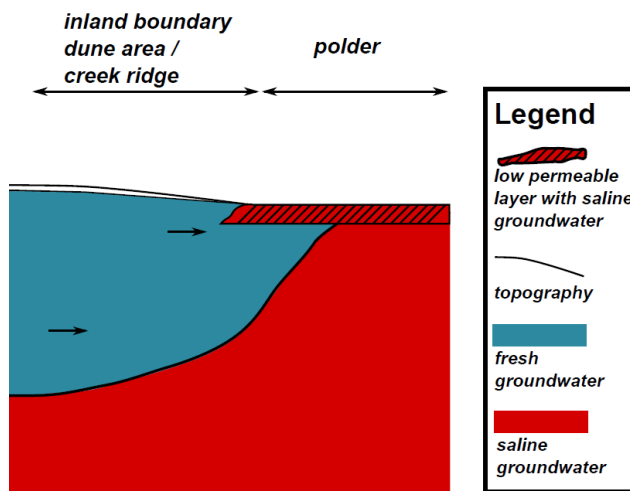 inland boundary
dune area /
creek ridge
polder
Legend
low permeable
layer with saline
groundwater
topography
fresh
groundwater
saline
groundwater